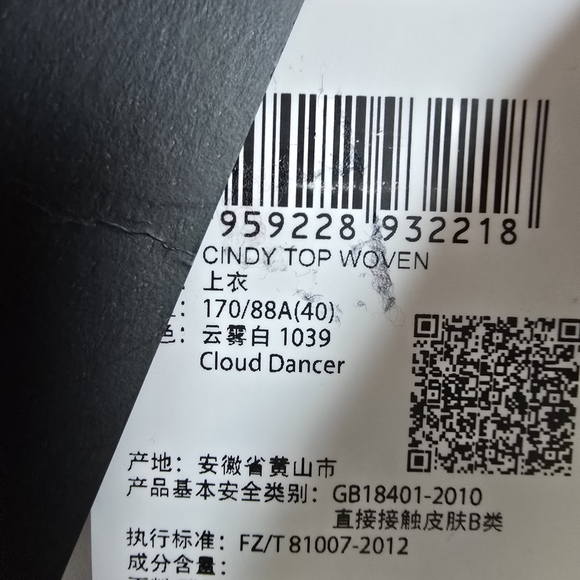 959228 932218
CINDY TOP WOVEN
上衣
170/88A(40)
色：云雾白 1039
Cloud Dancer
产地：安徽省黄山市
产品基本安全类别：GB18401-2010
直接接触皮肤B类
执行标准：FZ/T 81007-2012
成分含量：